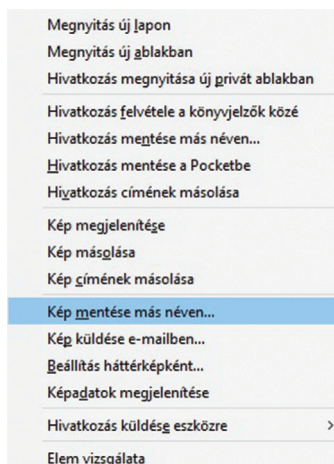 Megnyitás új lapon
Megnyitás új ablakban
Hivatkozás megnyitása új privát ablakban
Hivatkozás felvétele a könyvjelzők közé
Hivatkozás mentése más néven...
Hivatkozás mentése a Pocketbe
Hivatkozás címének másolása
Kép megjelenítése
Kép másolása
Kép címének másolása
Kép mentése más néven...
Kép küldése e-mailben...
Beállítás háttérképként...
Képadatok megjelenítése
Hivatkozás küldése eszközre
Elem vizsgálata